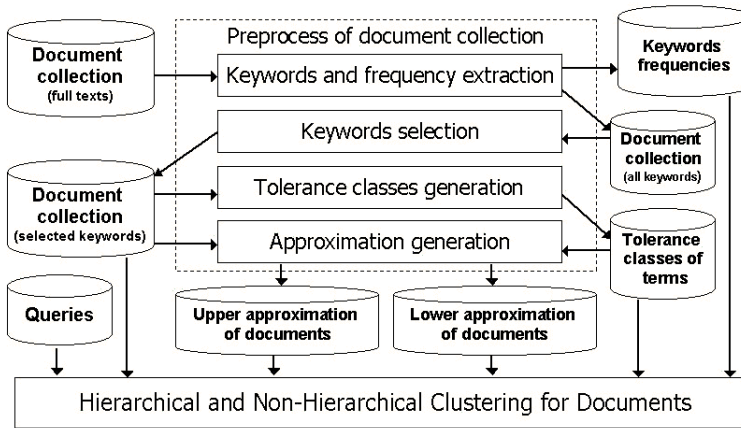 Document
collection
(full texts)
Preprocess of document collection
Keywords and frequency extraction
Keywords
frequencies
Keywords selection
Document
collection
(all keywords)
Document
collection
(selected keywords)
Tolerance classes generation
Approximation generation
Tolerance
classes of
terms
Queries
Upper approximation
of documents
Lower approximation
of documents
Hierarchical and Non-Hierarchical Clustering for Documents